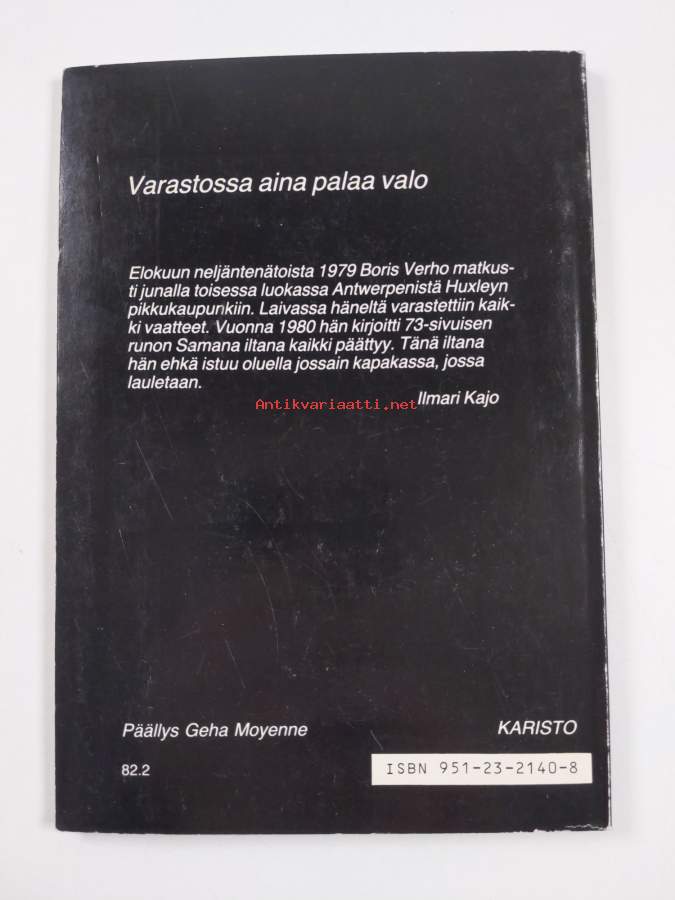 Varastossa aina palaa valo
Elokuun neljäntenätoista 1979 Boris Verho matkus-
ti junalla toisessa luokassa Antwerpenistä Huxleyn
pikkukaupunkiin. Laivassa häneltä varastettiin kaik-
ki vaatteet. Vuonna 1980 hän kirjoitti 73-sivuisen
runon Samana iltana kaikki päättyy. Tänä iltana
hän ehkä istuu oluella jossain kapakassa, jossa
lauletaan.
Ilmari Kajo
Antikvariaatti.net
Päällys Geha Moyenne
KARISTO
82.2
ISBN 951-23-2140-8